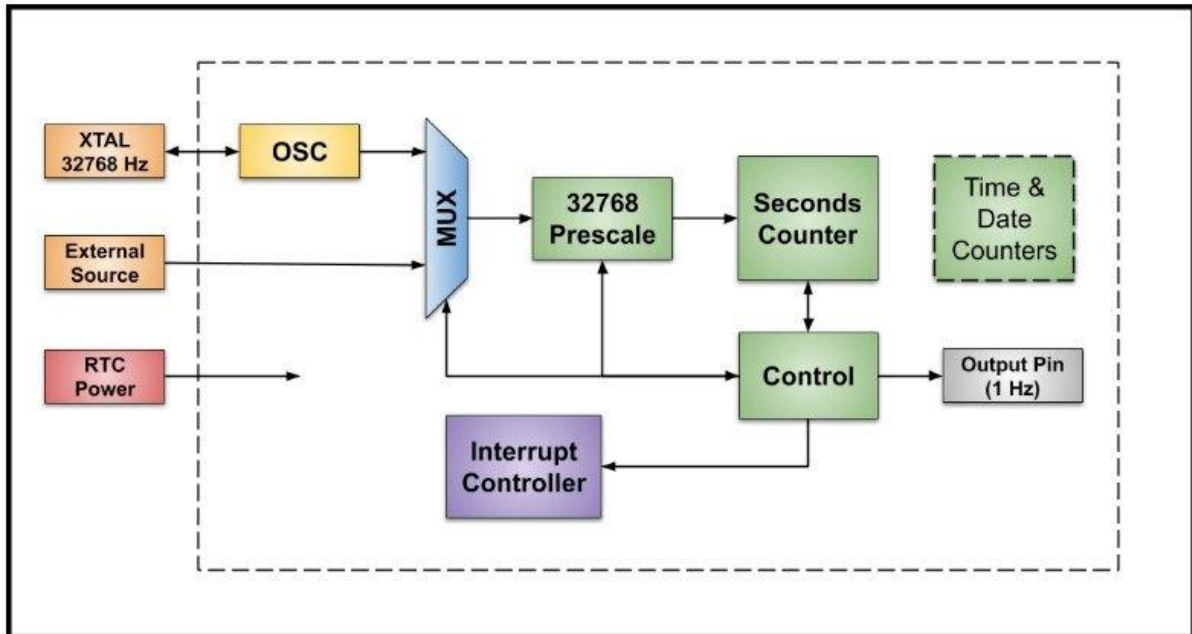 XTAL
32768 Hz
OSC
MUX
32768
Prescale
Seconds
Counter
Time &
Date
Counters
External
Source
RTC
Power
Control
Output Pin
(1 Hz)
Interrupt
Controller